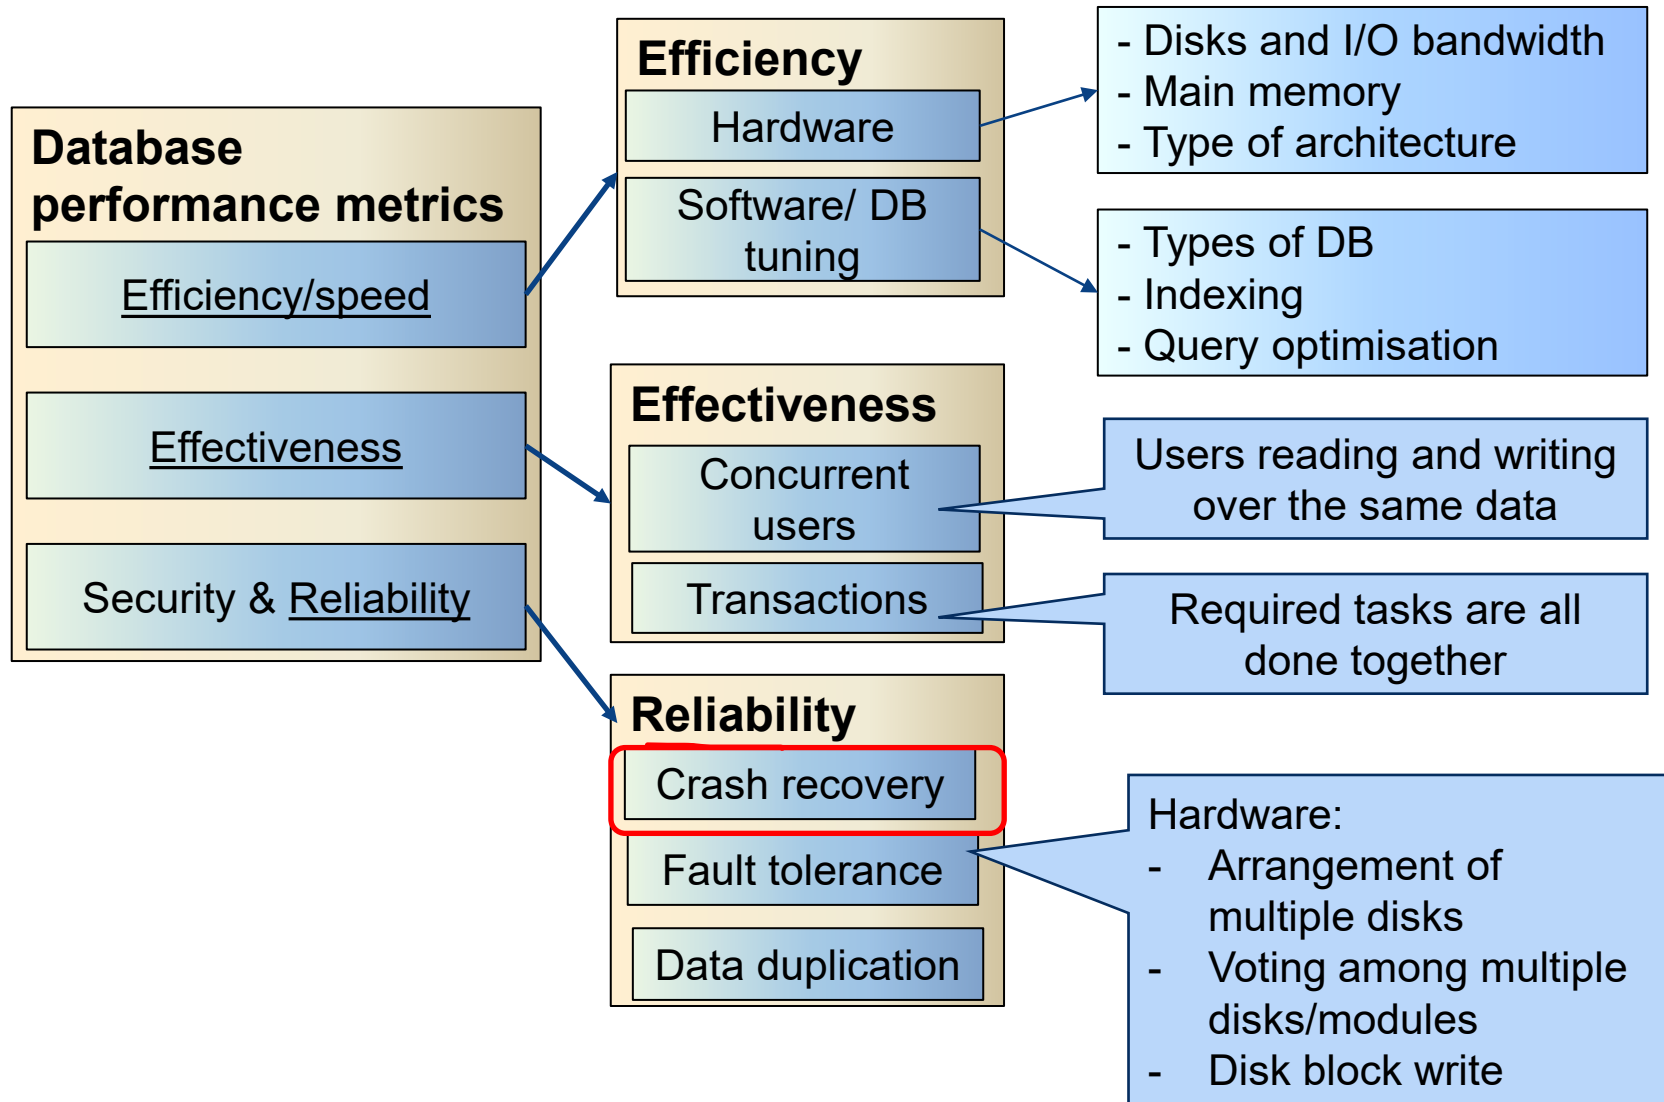 Database
performance metrics
Efficiency/speed
Effectiveness
Security & Reliability
Efficiency
Hardware
Software/ DB
tuning
- Disks and I/O bandwidth
- Main memory
- Type of architecture
- Types of DB
- Indexing
- Query optimisation
Effectiveness
Concurrent
users
Transactions
Users reading and writing
over the same data
Required tasks are all
done together
Reliability
Crash recovery
Fault tolerance
Data duplication
Hardware:
- Arrangement of
multiple disks
- Voting among multiple
disks/modules
- Disk block write